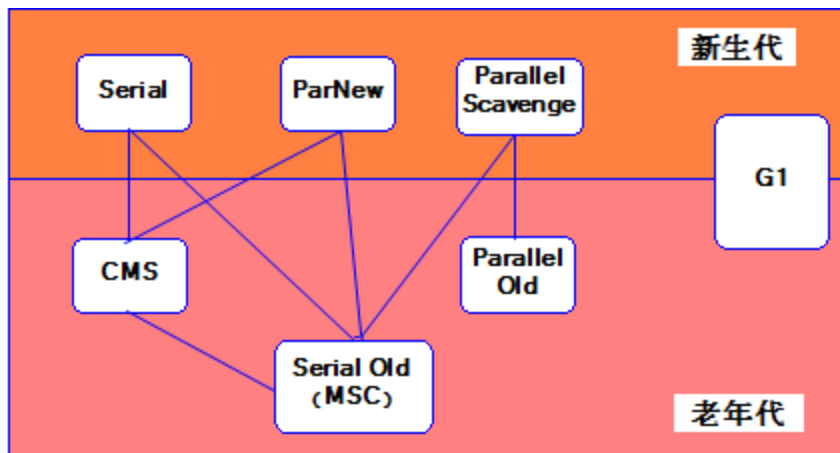 新生代
Serial
ParNew
Parallel
Scavenge
G1
CMS
Parallel
Old
Serial Old
(MSC)
老年代